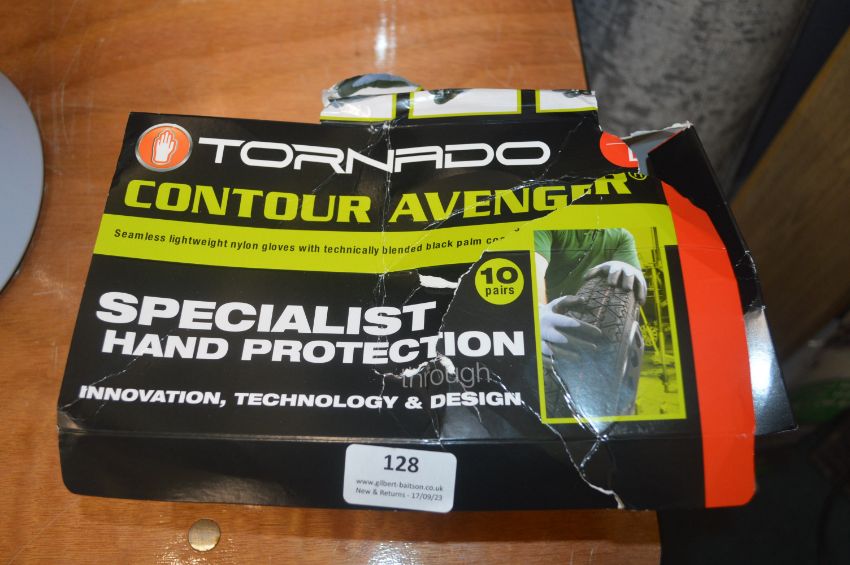 TORNADO
CONTOUR AVENGER®
Seamless lightweight nylon gloves with technically blended black palm
10
pairs
SPECIALIST
HAND PROTECTION
through
INNOVATION, TECHNOLOGY & DESIGN
128
www.gilbert-baitson.co.uk
New & Returns - 17/09/23